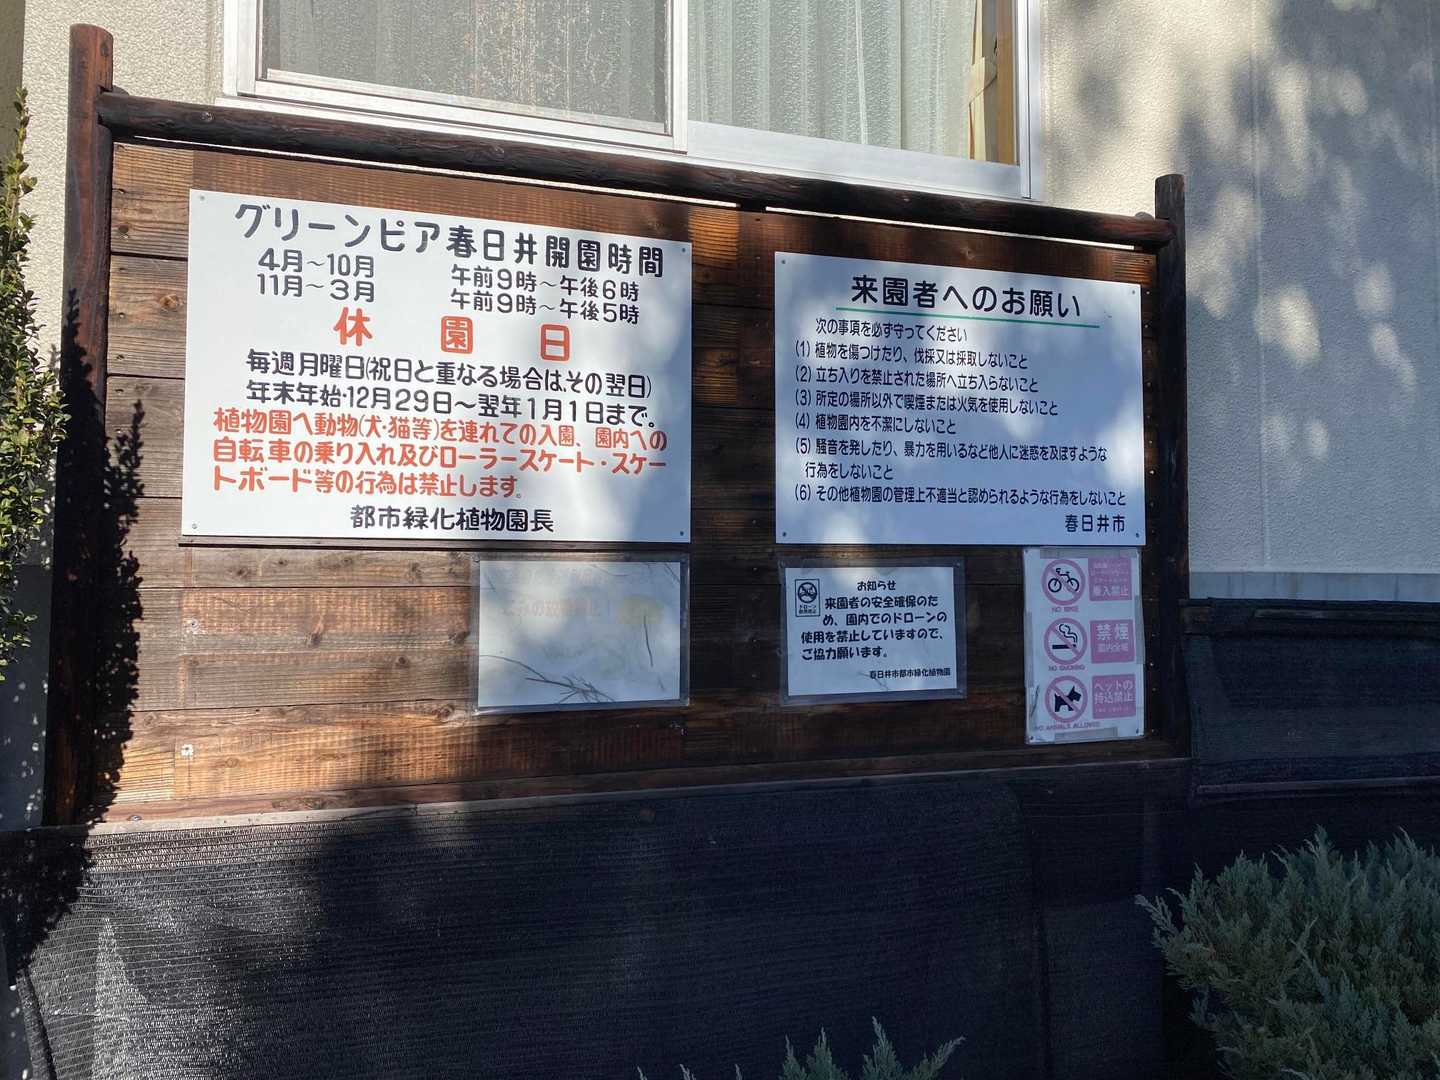 グリーンピア春日井開園時間
4月～10月 午前9時～午後6時
11月～3月 午前9時～午後5時
休園日
毎週月曜日(祝日と重なる場合は、その翌日)
年末年始・12月29日～翌年1月1日まで。
植物園へ動物(犬・猫等)を連れての入園、園内への
自転車の乗り入れ及びローラースケート・スケー
トボード等の行為は禁止します。
都市緑化植物園長
来園者へのお願い
次の事項を必ず守ってください
(1) 植物を傷つけたり、伐採又は採取しないこと
(2) 立ち入りを禁止された場所へ立ち入らないこと
(3) 所定の場所以外で喫煙または火気を使用しないこと
(4) 植物園内を不潔にしないこと
(5) 騒音を発したり、暴力を用いるなど他人に迷惑を及ぼすような
行為をしないこと
(6) その他植物園の管理上不適当と認められるような行為をしないこと
春日井市
お知らせ
来園者の安全確保のた
め、園内でのドローンの
使用を禁止していますので、
ご協力願います。
春日井市都市緑化植物園
乗入禁止
NO BIKE
禁煙
園内全域
NO SMOKING
ペットの
持込禁止
NO ANIMALS ALLOWED